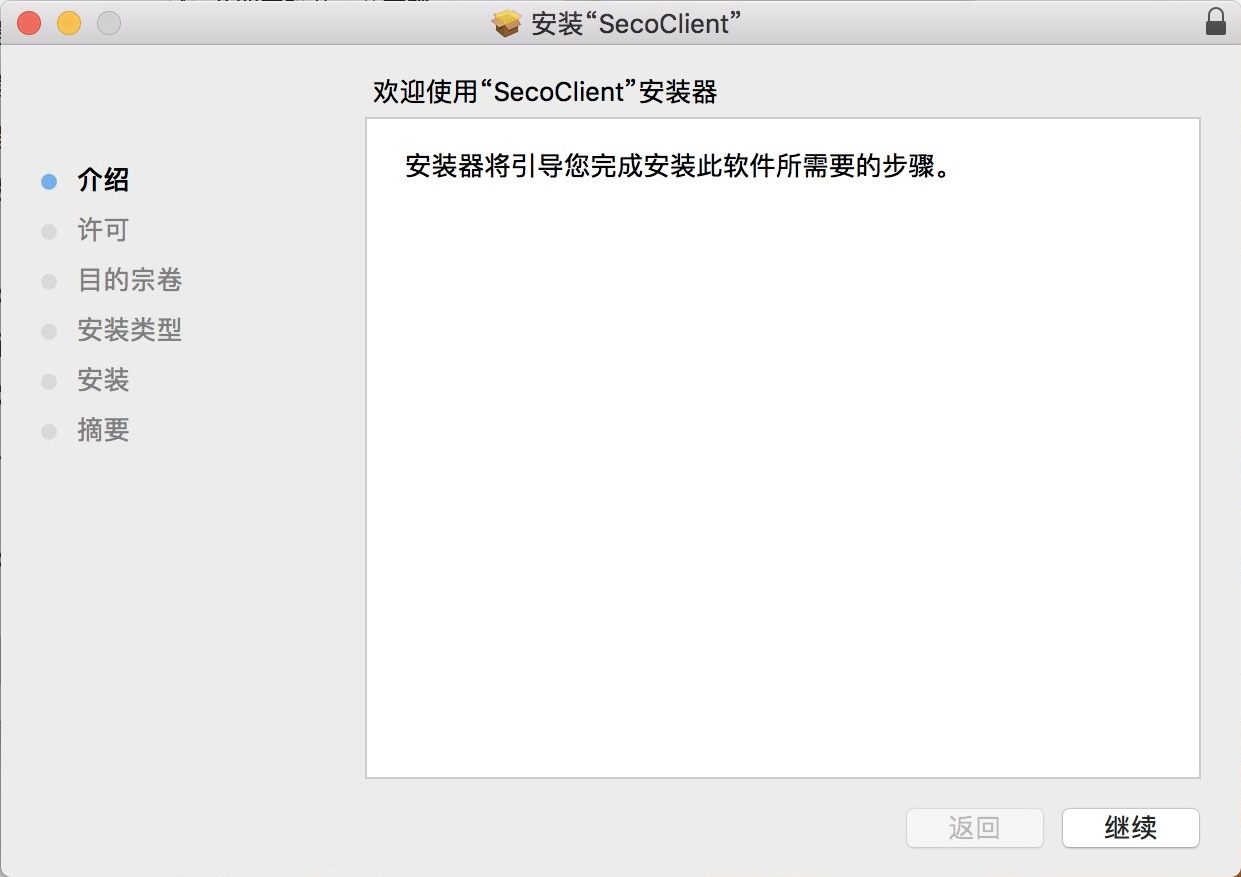 安装“SecoClient”
欢迎使用“SecoClient”安装器
安装器将引导您完成安装此软件所需要的步骤。
介绍
许可
目的宗卷
安装类型
安装
摘要
返回
继续